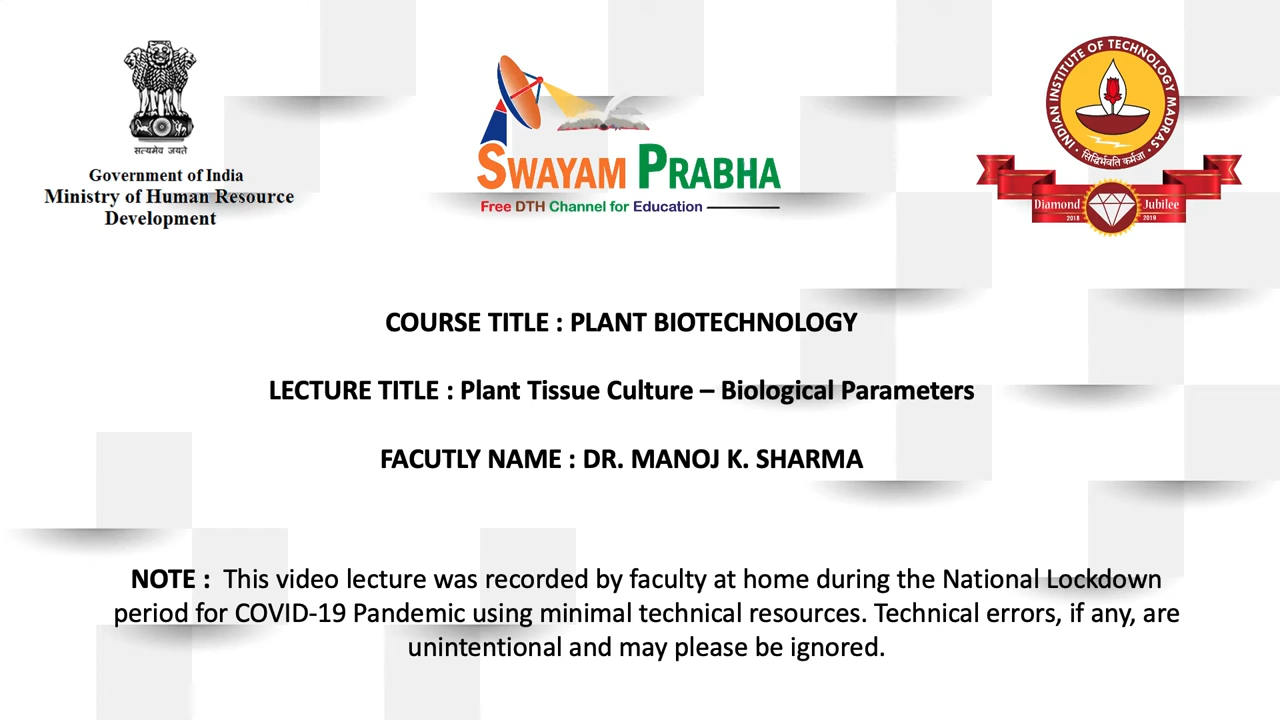 सत्यमेव जयते
Government of India
Ministry of Human Resource
Development
SWAYAM PRABHA
Free DTH Channel for Education
INDIAN INSTITUTE OF TECHNOLOGY MADRAS
सिद्धिर्भवति कर्मजा
Diamond Jubilee
2018 2019
COURSE TITLE : PLANT BIOTECHNOLOGY
LECTURE TITLE : Plant Tissue Culture – Biological Parameters
FACUTLY NAME : DR. MANOJ K. SHARMA
NOTE : This video lecture was recorded by faculty at home during the National Lockdown
period for COVID-19 Pandemic using minimal technical resources. Technical errors, if any, are
unintentional and may please be ignored.